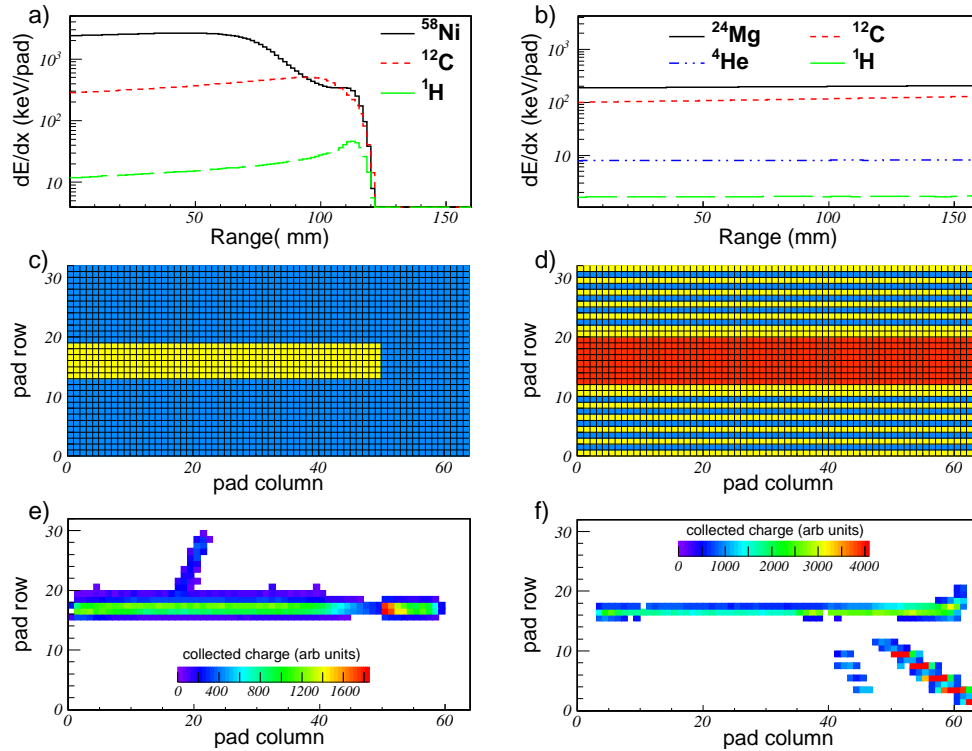 a)
58Ni
12C
1H
dE/dx (keV/pad)
10³
10²
10
50
100
150
Range( mm)
b)
24Mg
12C
4He
1H
dE/dx (keV/pad)
10³
10²
10
50
100
150
Range (mm)
c)
pad row
30
20
10
0
0
20
40
60
pad column
d)
pad row
30
20
10
0
0
20
40
60
pad column
e)
pad row
30
20
10
0
collected charge (arb units)
0
400
800
1200
1600
0
20
40
60
pad column
f)
pad row
30
20
10
0
collected charge (arb units)
0
1000
2000
3000
4000
0
20
40
60
pad column